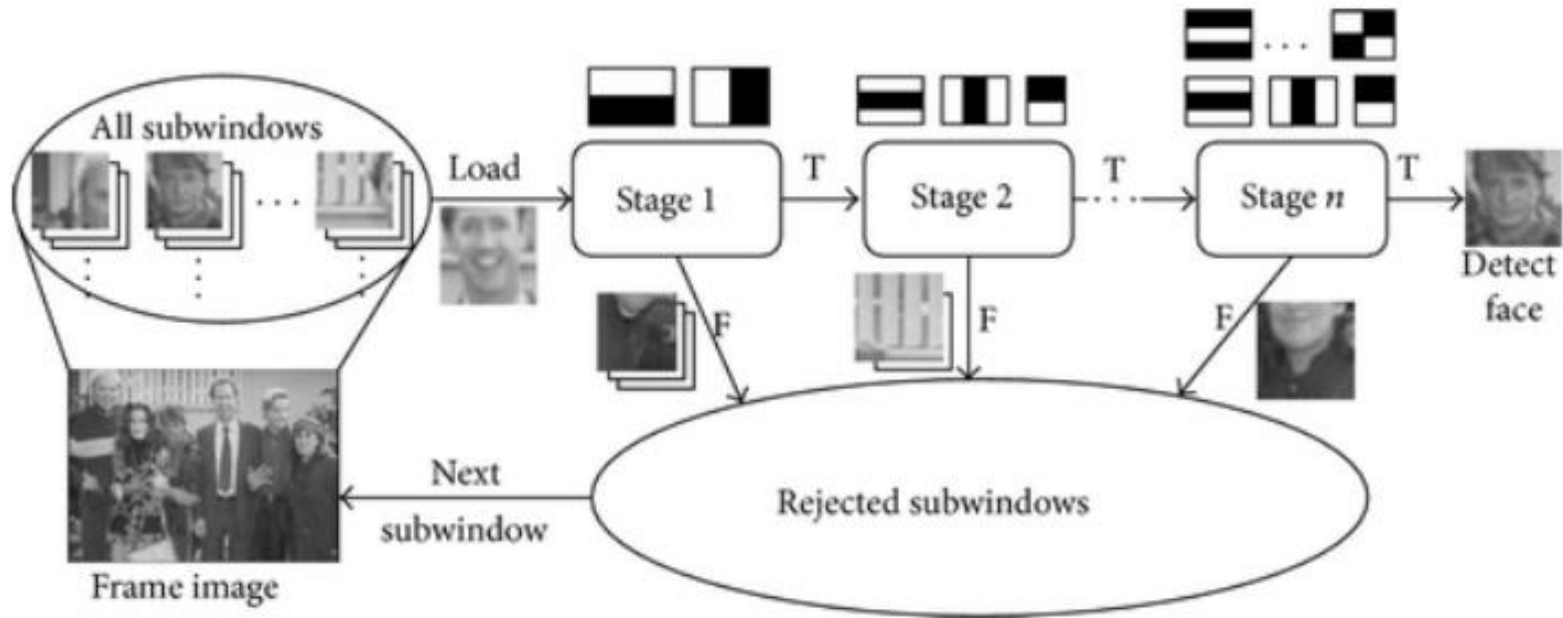 All subwindows
Load
Stage 1
T
Stage 2
T
Stage n
T
Detect
face
F
F
F
Rejected subwindows
Next
subwindow
Frame image